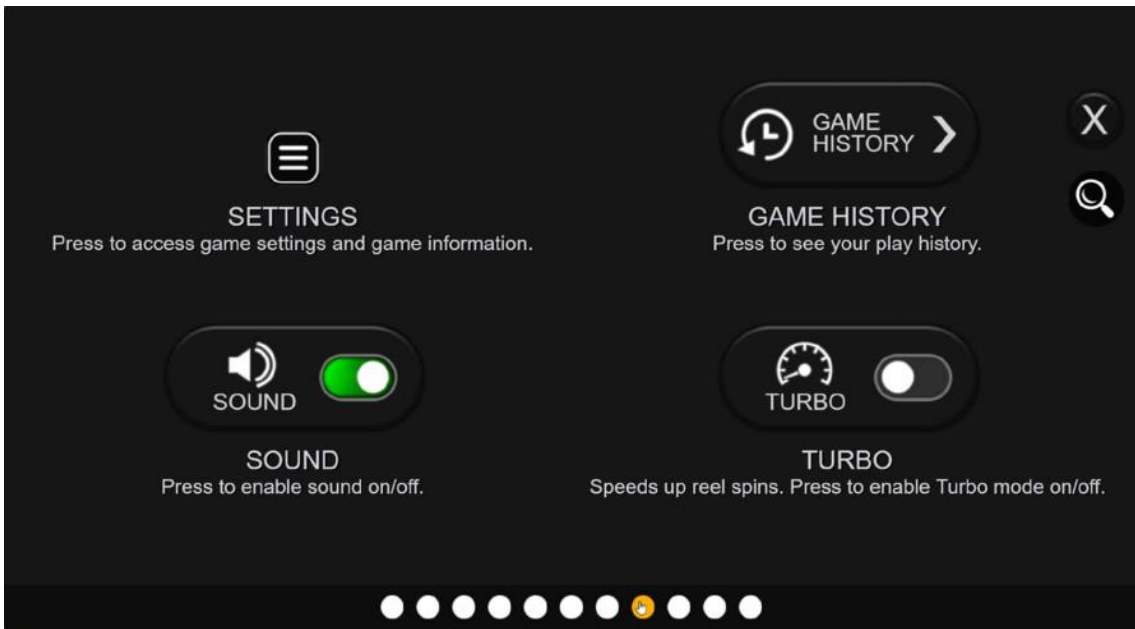 GAME
HISTORY
X
SETTINGS
Press to access game settings and game information.
GAME HISTORY
Press to see your play history.
SOUND
TURBO
SOUND
Press to enable sound on/off.
TURBO
Speeds up reel spins. Press to enable Turbo mode on/off.